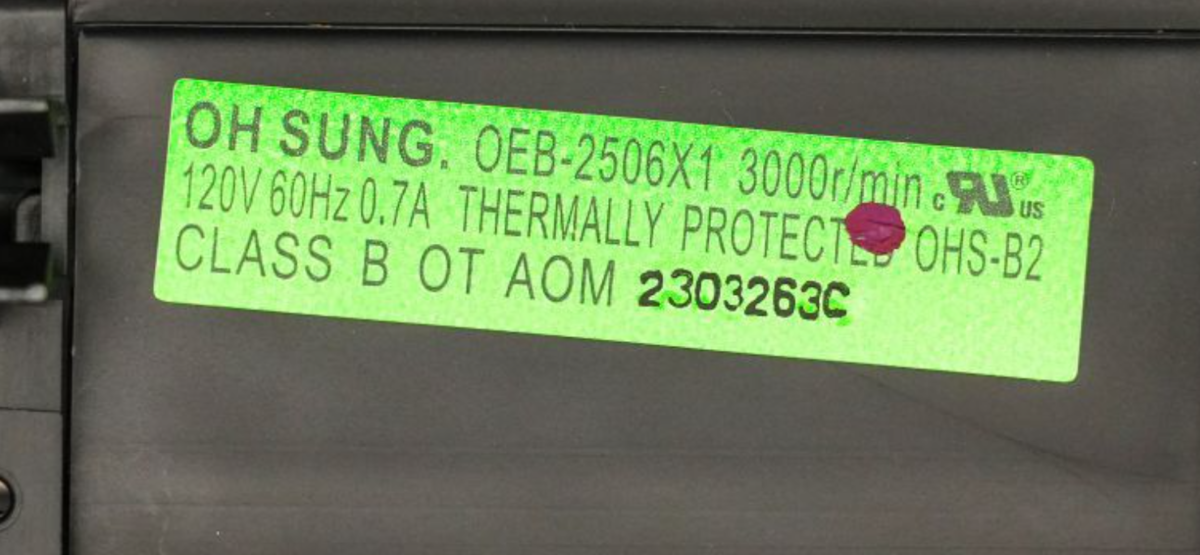 OH SUNG. OEB-2506X1 3000r/min c RU® US
120V 60Hz 0.7A THERMALLY PROTECTED OHS-B2
CLASS B OT AOM 2303263C